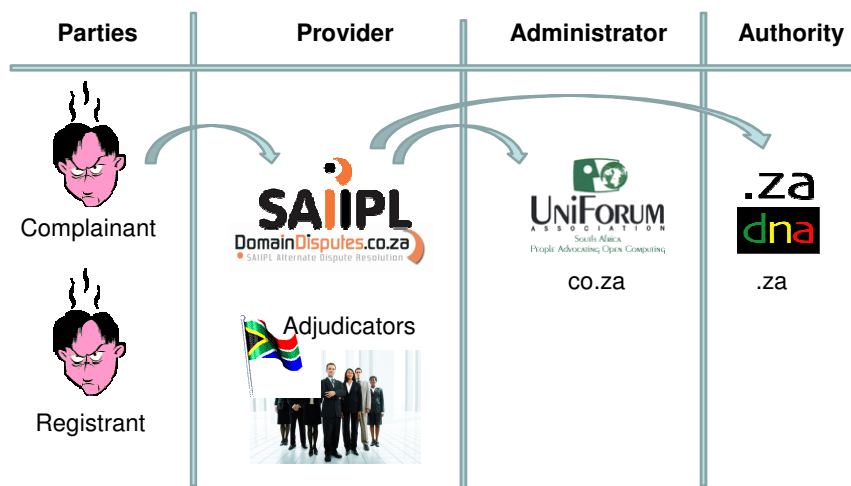 Parties
Provider
Administrator
Authority
Complainant
SAIIPL
DomainDisputes.co.za
SAIIPL Alternate Dispute Resolution
UNIFORUM
ASSOCIATION
SOUTH AFRICA
PEOPLE ADVOCATING OPEN COMPUTING
co.za
.za
dna
.za
Registrant
Adjudicators